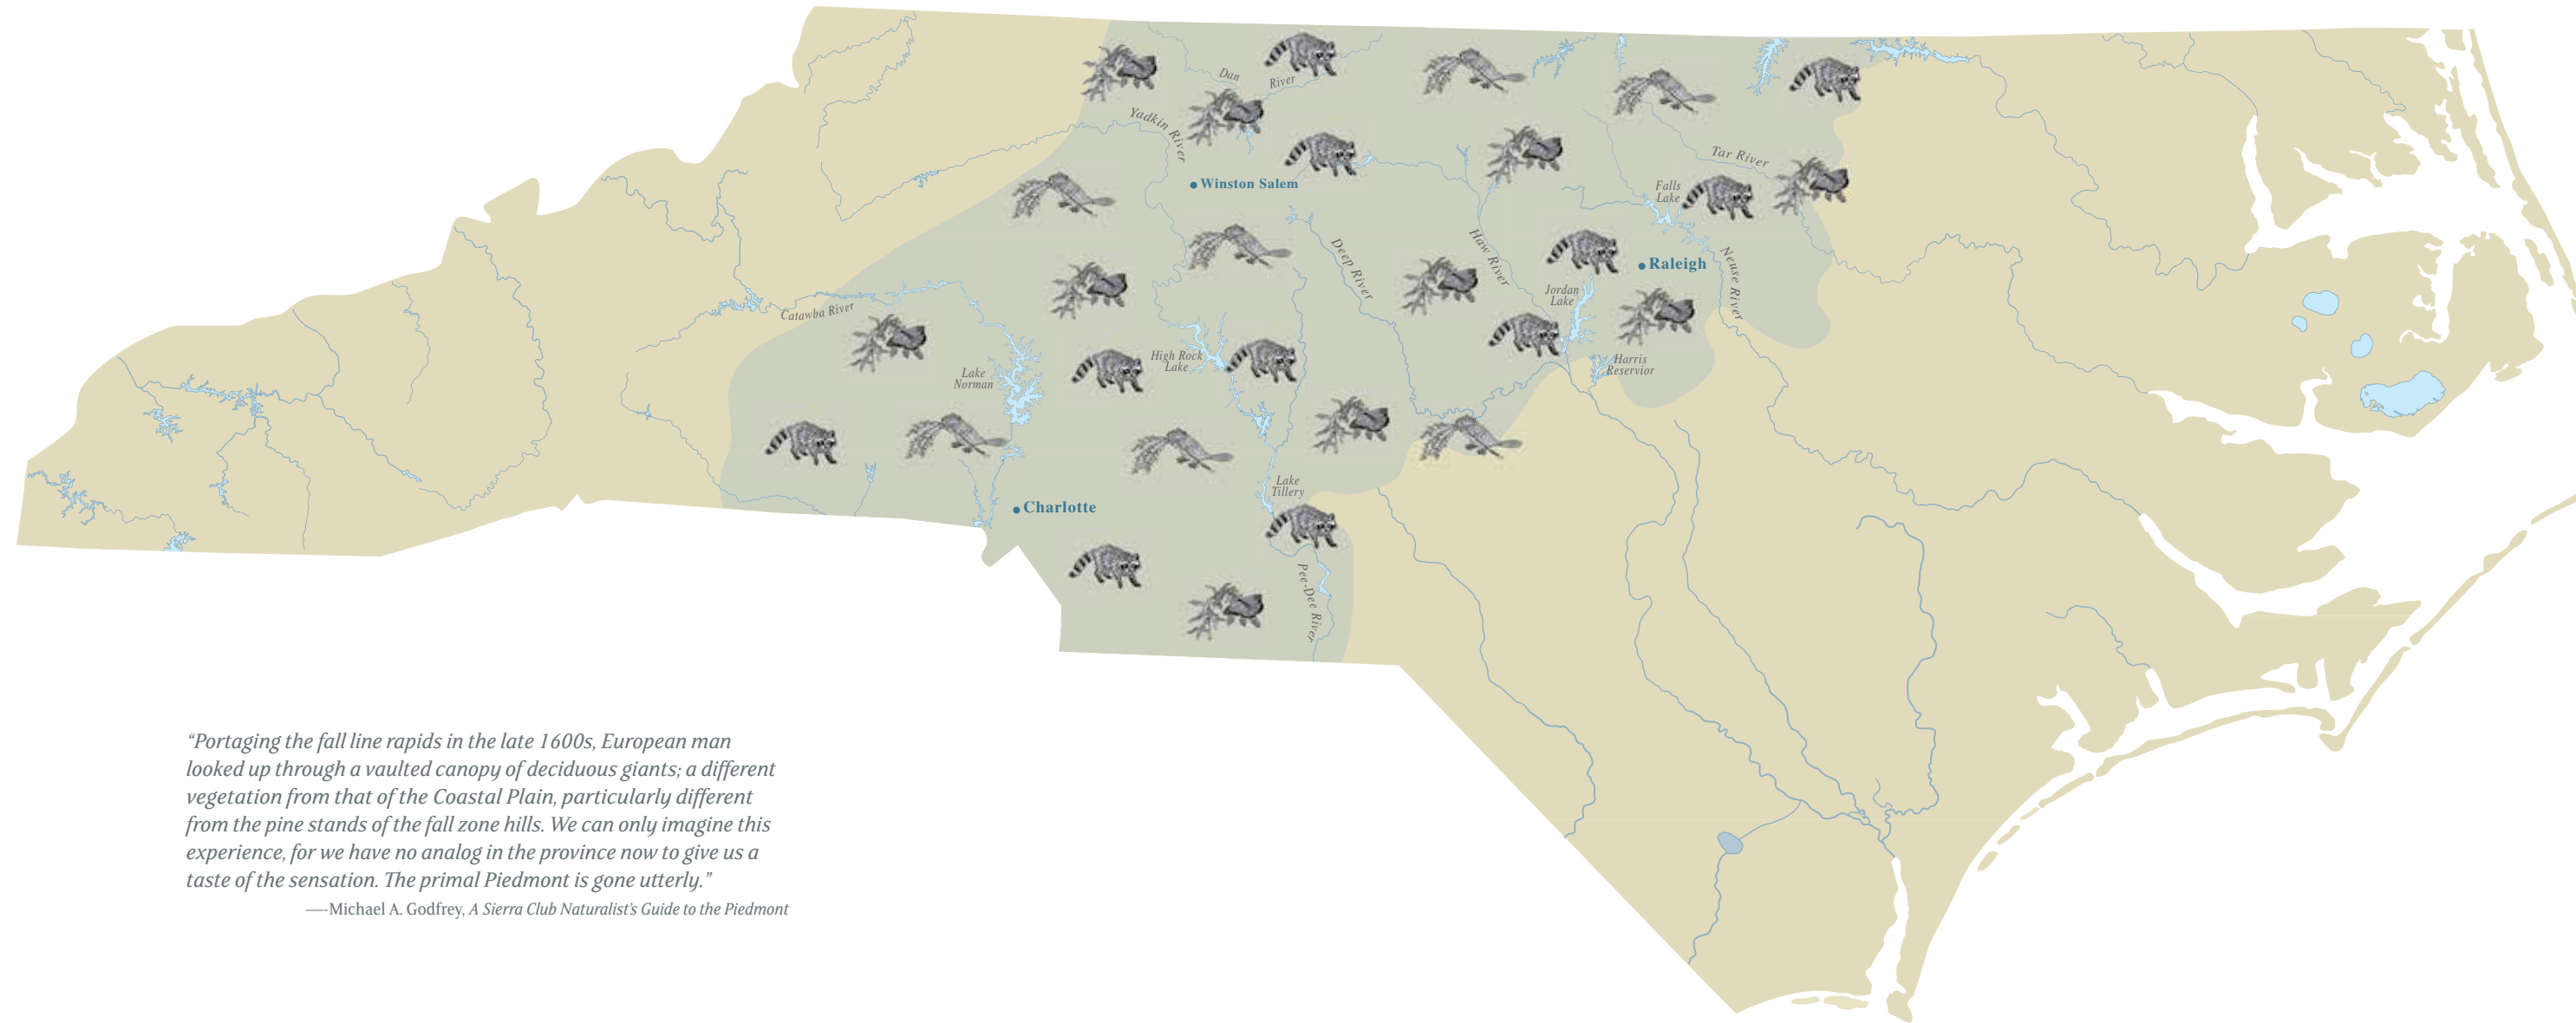 Dan
River
Yadkin River
Tar River
Winston Salem
Falls
Lake
Deep River
Haw River
Raleigh
Neuse River
Jordan
Lake
Catawba River
High Rock
Lake
Harris
Reservior
Lake
Norman
Lake
Tillery
Charlotte
Pee-Dee River
“Portaging the fall line rapids in the late 1600s, European man
looked up through a vaulted canopy of deciduous giants; a different
vegetation from that of the Coastal Plain, particularly different
from the pine stands of the fall zone hills. We can only imagine this
experience, for we have no analog in the province now to give us a
taste of the sensation. The primal Piedmont is gone utterly.”
—Michael A. Godfrey, A Sierra Club Naturalist’s Guide to the Piedmont